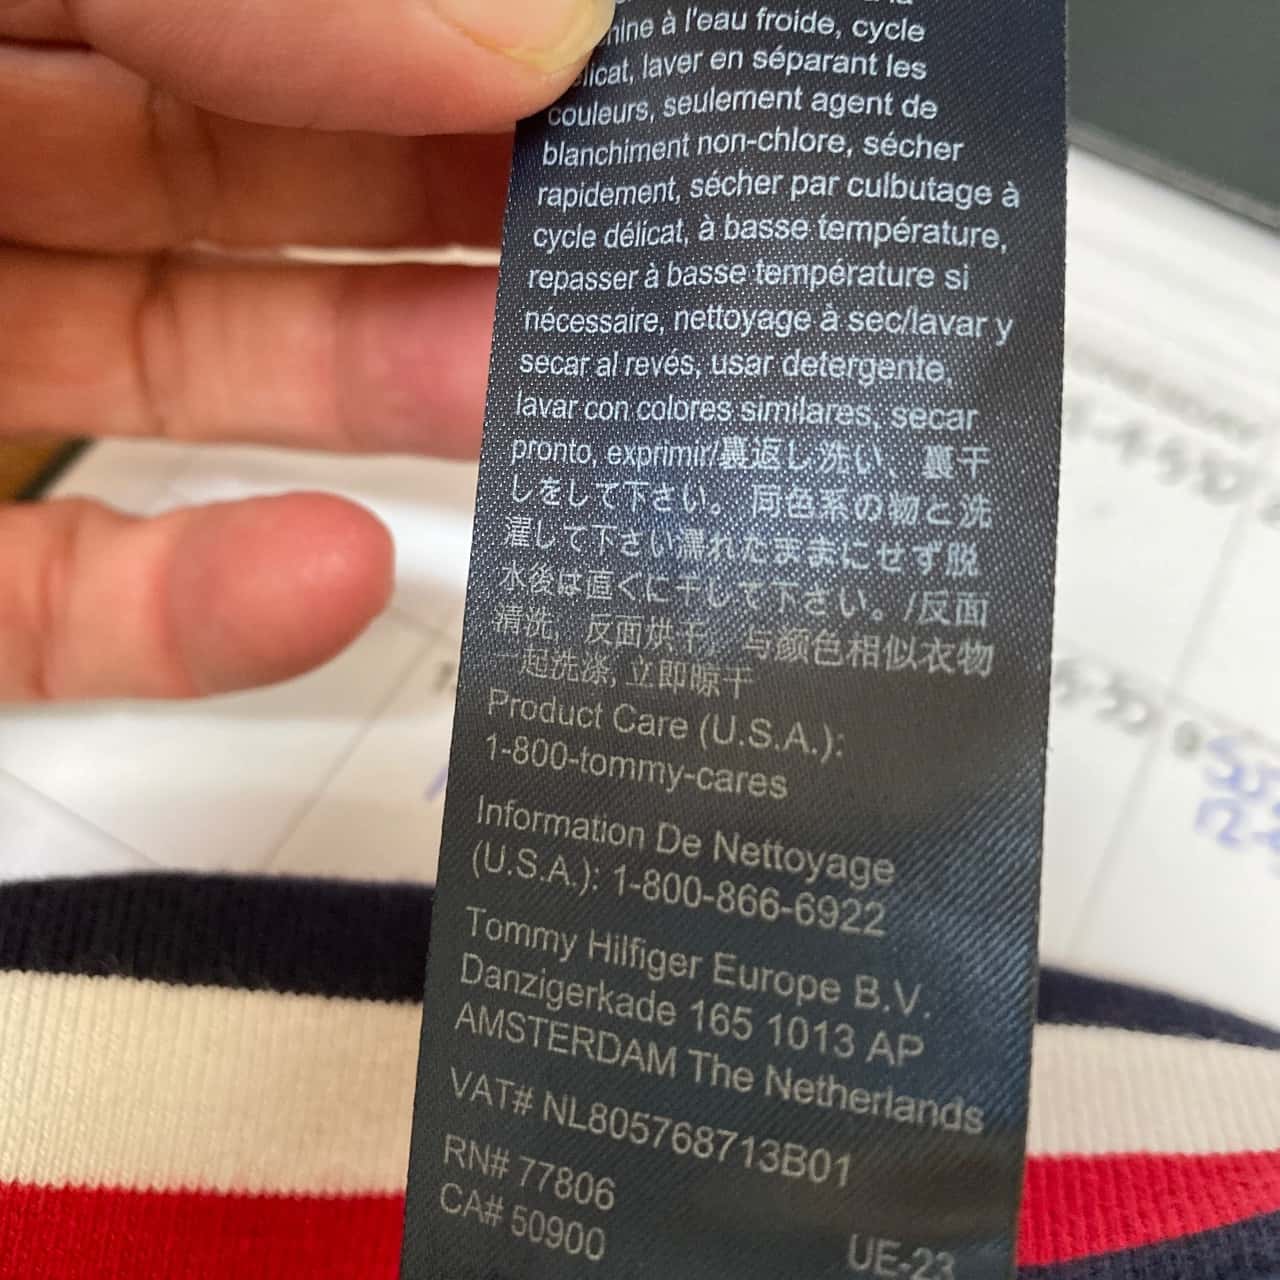 à l'eau froide, cycle
laver en séparant les
couleurs, seulement agent de
blanchiment non-chlore, sécher
rapidement, sécher par culbutage à
cycle délicat, à basse température,
repasser à basse température si
nécessaire, nettoyage à sec/lavar y
secar al revés, usar detergente,
lavar con colores similares, secar
pronto, exprimir/裏返し洗い、裏干
しをして下さい。同色系の物と洗
濯して下さい濡れたままにせず脱
水後は直ぐに干して下さい。/反面
清洗, 反面烘干, 与颜色相似衣物
一起洗涤, 立即晾干
Product Care (U.S.A.):
1-800-tommy-cares
Information De Nettoyage
(U.S.A.): 1-800-866-6922
Tommy Hilfiger Europe B.V.
Danzigerkade 165 1013 AP
AMSTERDAM The Netherlands
VAT# NL805768713B01
RN# 77806
CA# 50900
UE-23